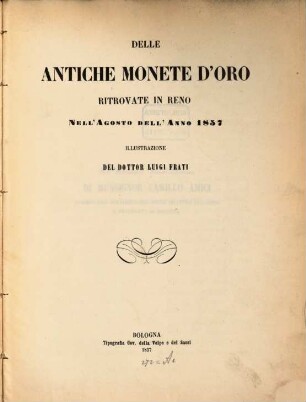 DELLE
ANTICHE MONETE D'ORO
RITROVATE IN RENO
NELL'AGOSTO DELL'ANNO 1857
ILLUSTRAZIONE
DEL DOTTOR LUIGI FRATI
BOLOGNA
Tipografia Gov. della Volpe e del Sassi
1857